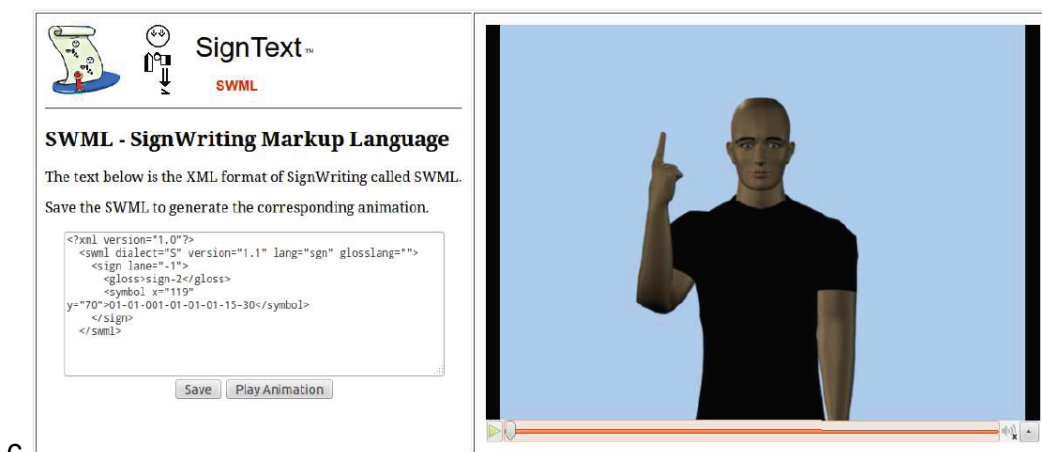 SignText™
SWML
SWML - SignWriting Markup Language
The text below is the XML format of SignWriting called SWML.
Save the SWML to generate the corresponding animation.
<?xml version="1.0"?>
<swml dialect="S" version="1.1" lang="sgn" glosslang="">
<sign lane="-1">
<gloss>sign-2</gloss>
<symbol x="119"
y="70">01-01-001-01-01-01-15-30</symbol>
</sign>
</swml>
Save Play Animation